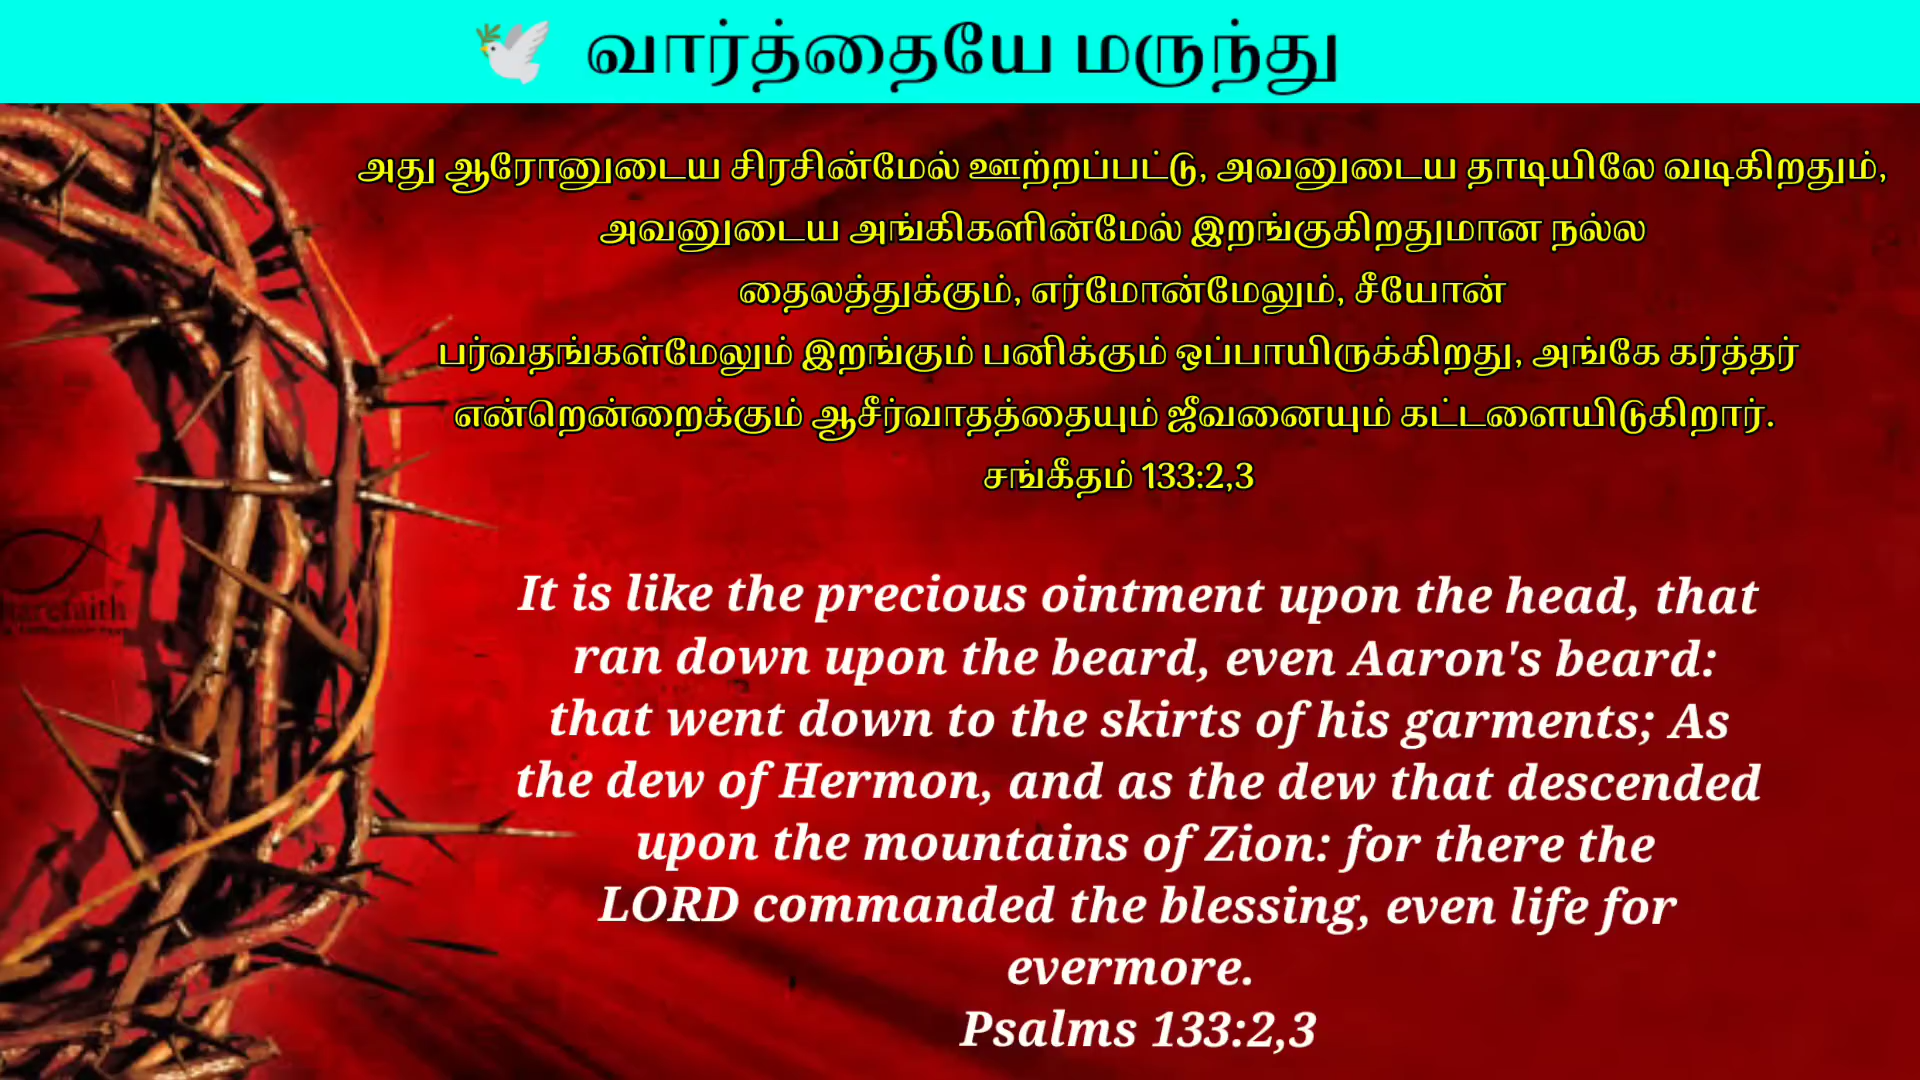 🕊 வார்த்தையே மருந்து
அது ஆரோனுடைய சிரசின்மேல் ஊற்றப்பட்டு, அவனுடைய தாடியிலே வடிகிறதும்,
அவனுடைய அங்கிகளின்மேல் இறங்குகிறதுமான நல்ல
தைலத்துக்கும், எர்மோன்மேலும், சீயோன்
பர்வதங்கள்மேலும் இறங்கும் பனிக்கும் ஒப்பாயிருக்கிறது, அங்கே கர்த்தர்
என்றென்றைக்கும் ஆசீர்வாதத்தையும் ஜீவனையும் கட்டளையிடுகிறார்.
சங்கீதம் 133:2,3
It is like the precious ointment upon the head, that
ran down upon the beard, even Aaron's beard:
that went down to the skirts of his garments; As
the dew of Hermon, and as the dew that descended
upon the mountains of Zion: for there the
LORD commanded the blessing, even life for
evermore.
Psalms 133:2,3
harefaith